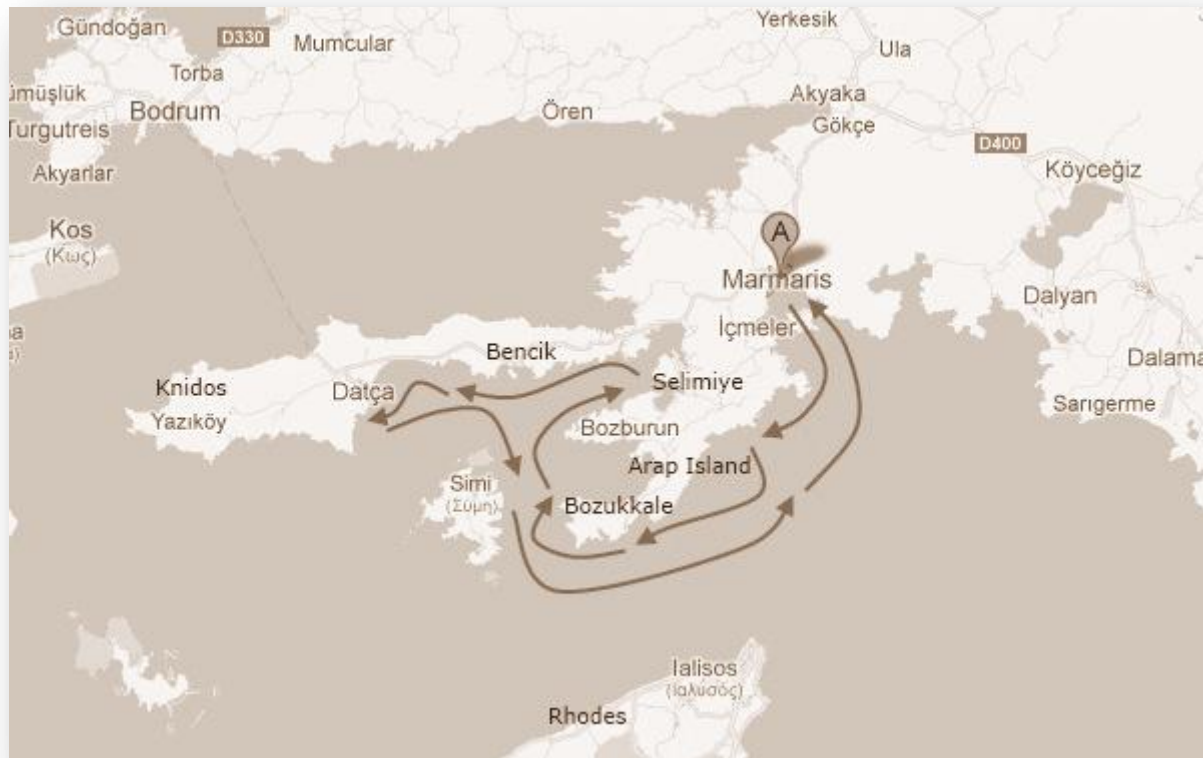 Gündoğan
D330
Mumcular
Yerkesik
Ula
Torba
ümüşlük
Bodrum
Ören
Akyaka
Turgutreis
Gökçe
D400
Akyarlar
Köyceğiz
Kos
(Κως)
A
Marmaris
Dalyan
İçmeler
Bencik
Dalama
Knidos
Datça
Selimiye
Sarıgerme
Yazıköy
Bozburun
Arap Island
Simi
(Σύμη)
Bozukkale
Ialisos
(Ιαλυσός)
Rhodes